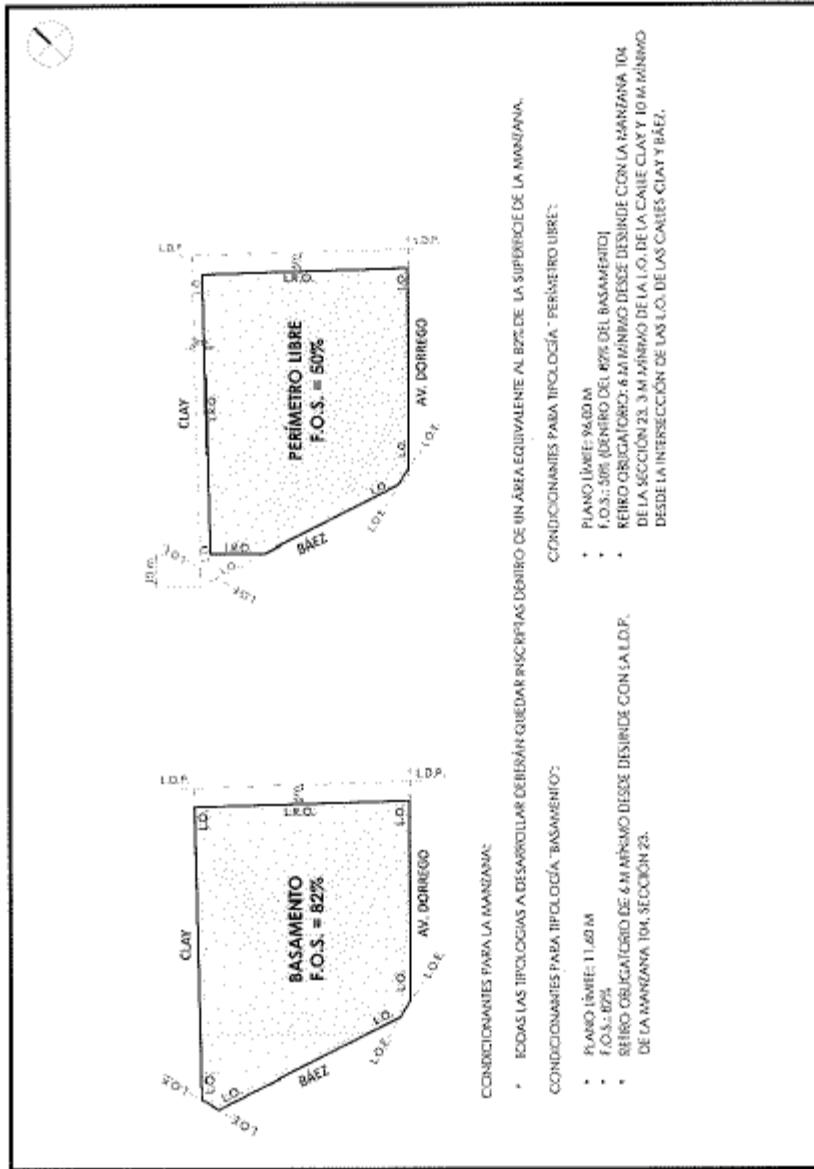 L.O.E.
L.O.E.
CLAY
L.O.
L.O.
L.O.
L.D.P.
BASAMENTO
F.O.S. = 82%
L.R.O.
BÁEZ
L.O.
L.O.
L.O.
L.O.E.
L.O.E.
AV. DORREGO
L.D.P.
10 m
L.O.E.
L.O.E.
CLAY
L.D.P.
L.R.O.
L.O.
L.R.O.
PERÍMETRO LIBRE
F.O.S. = 50%
L.R.O.
BÁEZ
L.O.
L.O.
L.O.
L.O.E.
L.O.E.
AV. DORREGO
L.D.P.
CONDICIONANTES PARA LA MANZANA:
• TODAS LAS TIPOLOGIAS A DESARROLLAR DEBERÁN QUEDAR INSCRIPTAS DENTRO DE UN ÁREA EQUIVALENTE AL 82% DE LA SUPERFICIE DE LA MANZANA.
CONDICIONANTES PARA TIPOLOGÍA "BASAMENTO":
• PLANO LÍMITE: 11,60 M
• F.O.S.: 82%
• RETIRO OBLIGATORIO DE 6 M MÍNIMO DESDE DESLINDE CON LA L.D.P.
DE LA MANZANA 104, SECCIÓN 23.
CONDICIONANTES PARA TIPOLOGÍA "PERÍMETRO LIBRE":
• PLANO LÍMITE: 96,00 M
• F.O.S.: 50% (DENTRO DEL 82% DEL BASAMENTO)
• RETIRO OBLIGATORIO: 6 M MÍNIMO DESDE DESLINDE CON LA MANZANA 104
DE LA SECCIÓN 23, 3 M MÍNIMO DE LA L.O. DE LA CALLE CLAY Y 10 M MÍNIMO
DESDE LA INTERSECCIÓN DE LAS L.O. DE LAS CALLES CLAY Y BÁEZ.